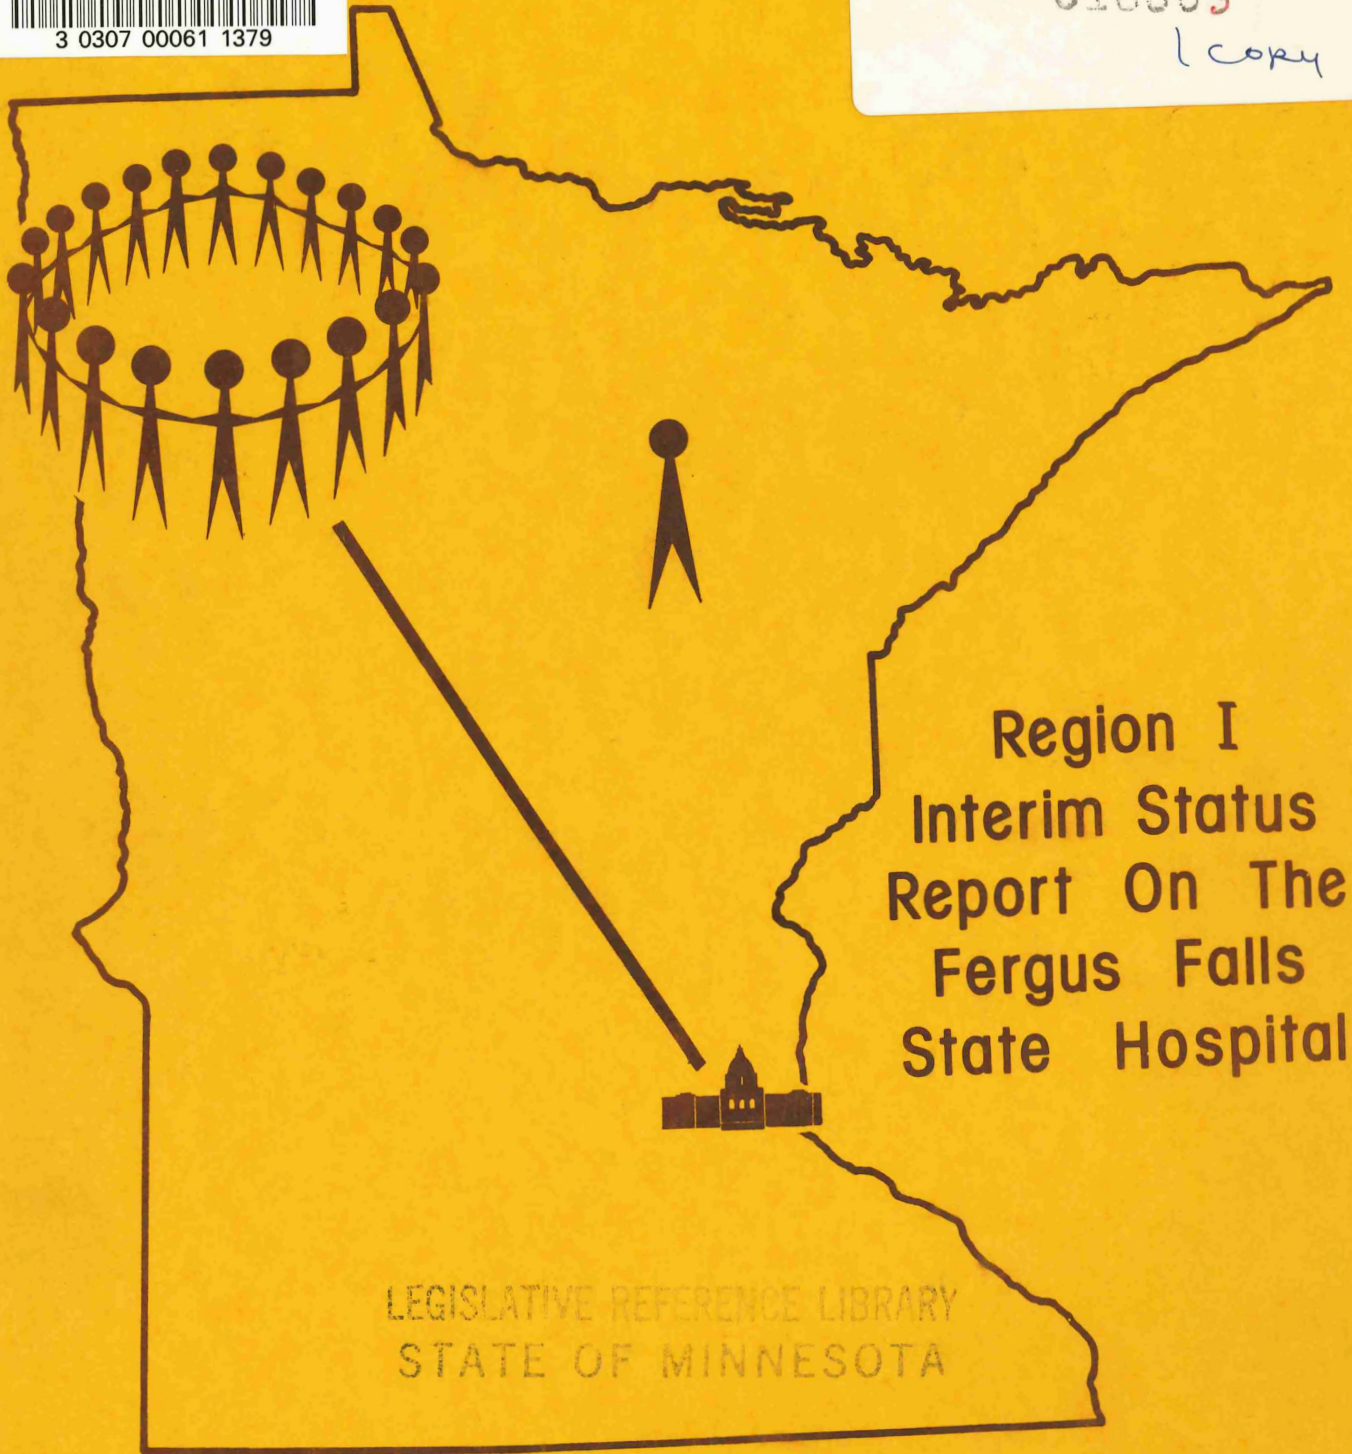 3 0307 00061 1379
1 copy
Region I
Interim Status
Report On The
Fergus Falls
State Hospital
LEGISLATIVE REFERENCE LIBRARY
STATE OF MINNESOTA